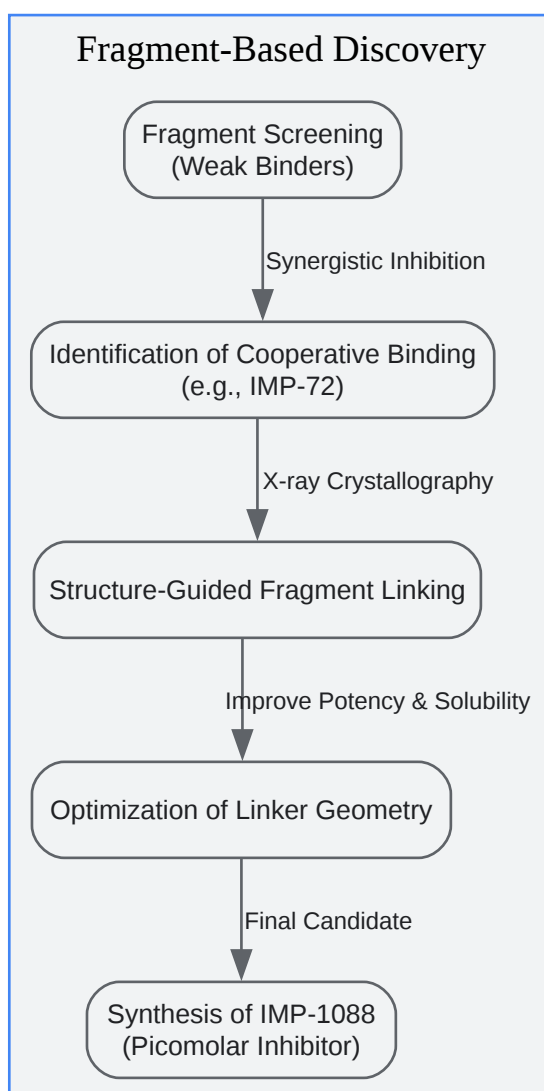 Fragment-Based Discovery
Fragment Screening
(Weak Binders)
Synergistic Inhibition
Identification of Cooperative Binding
(e.g., IMP-72)
X-ray Crystallography
Structure-Guided Fragment Linking
Improve Potency & Solubility
Optimization of Linker Geometry
Final Candidate
Synthesis of IMP-1088
(Picomolar Inhibitor)